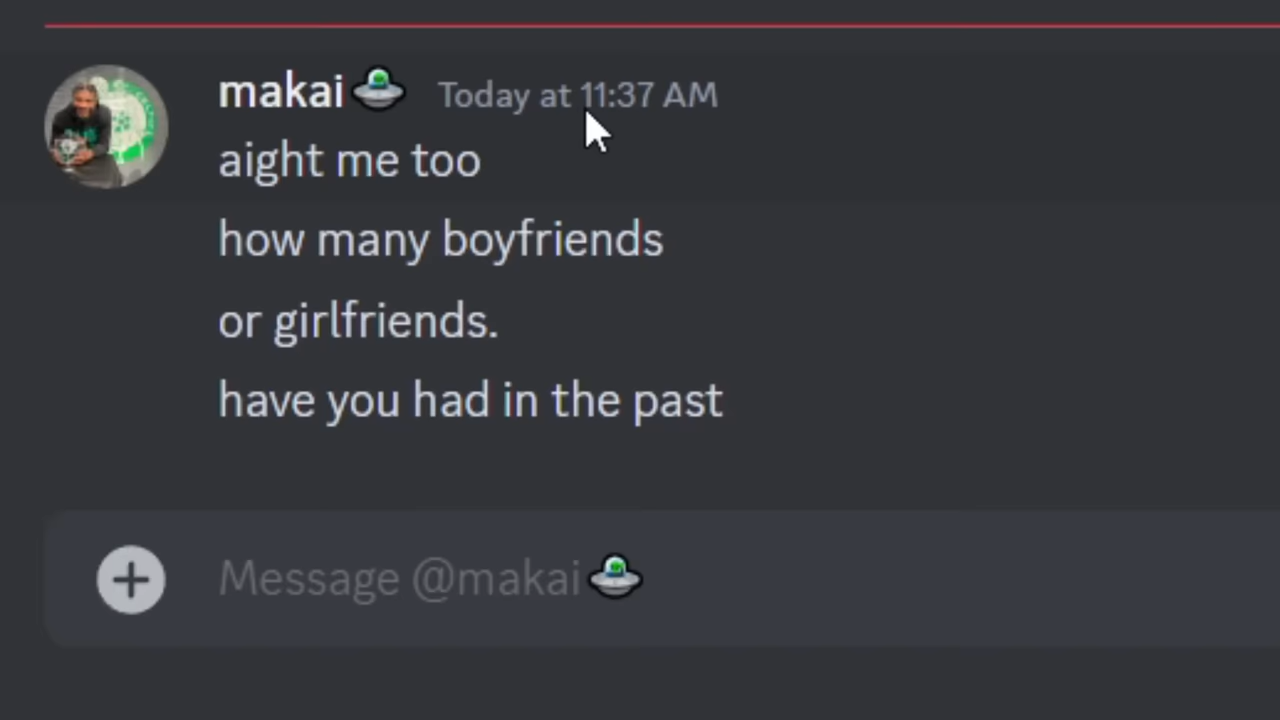 makai🛸 Today at 11:37 AM
aight me too
how many boyfriends
or girlfriends.
have you had in the past
Message @makai🛸